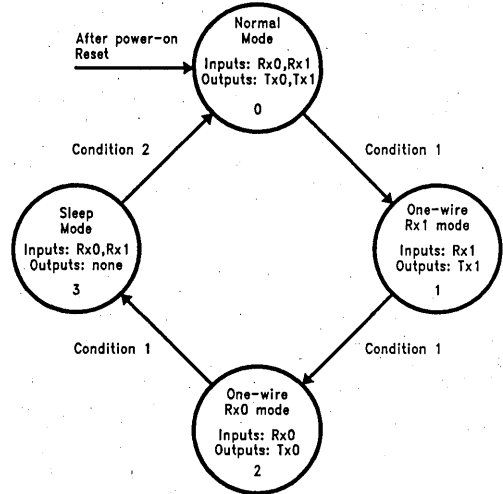 After power-on
Reset
Normal
Mode
Inputs: Rx0,Rx1
Outputs: Tx0,Tx1
0
Condition 2
Condition 1
Sleep
Mode
Inputs: Rx0,Rx1
Outputs: none
3
One-wire
Rx1 mode
Inputs: Rx1
Outputs: Tx1
1
Condition 1
Condition 1
One-wire
Rx0 mode
Inputs: Rx0
Outputs: Tx0
2